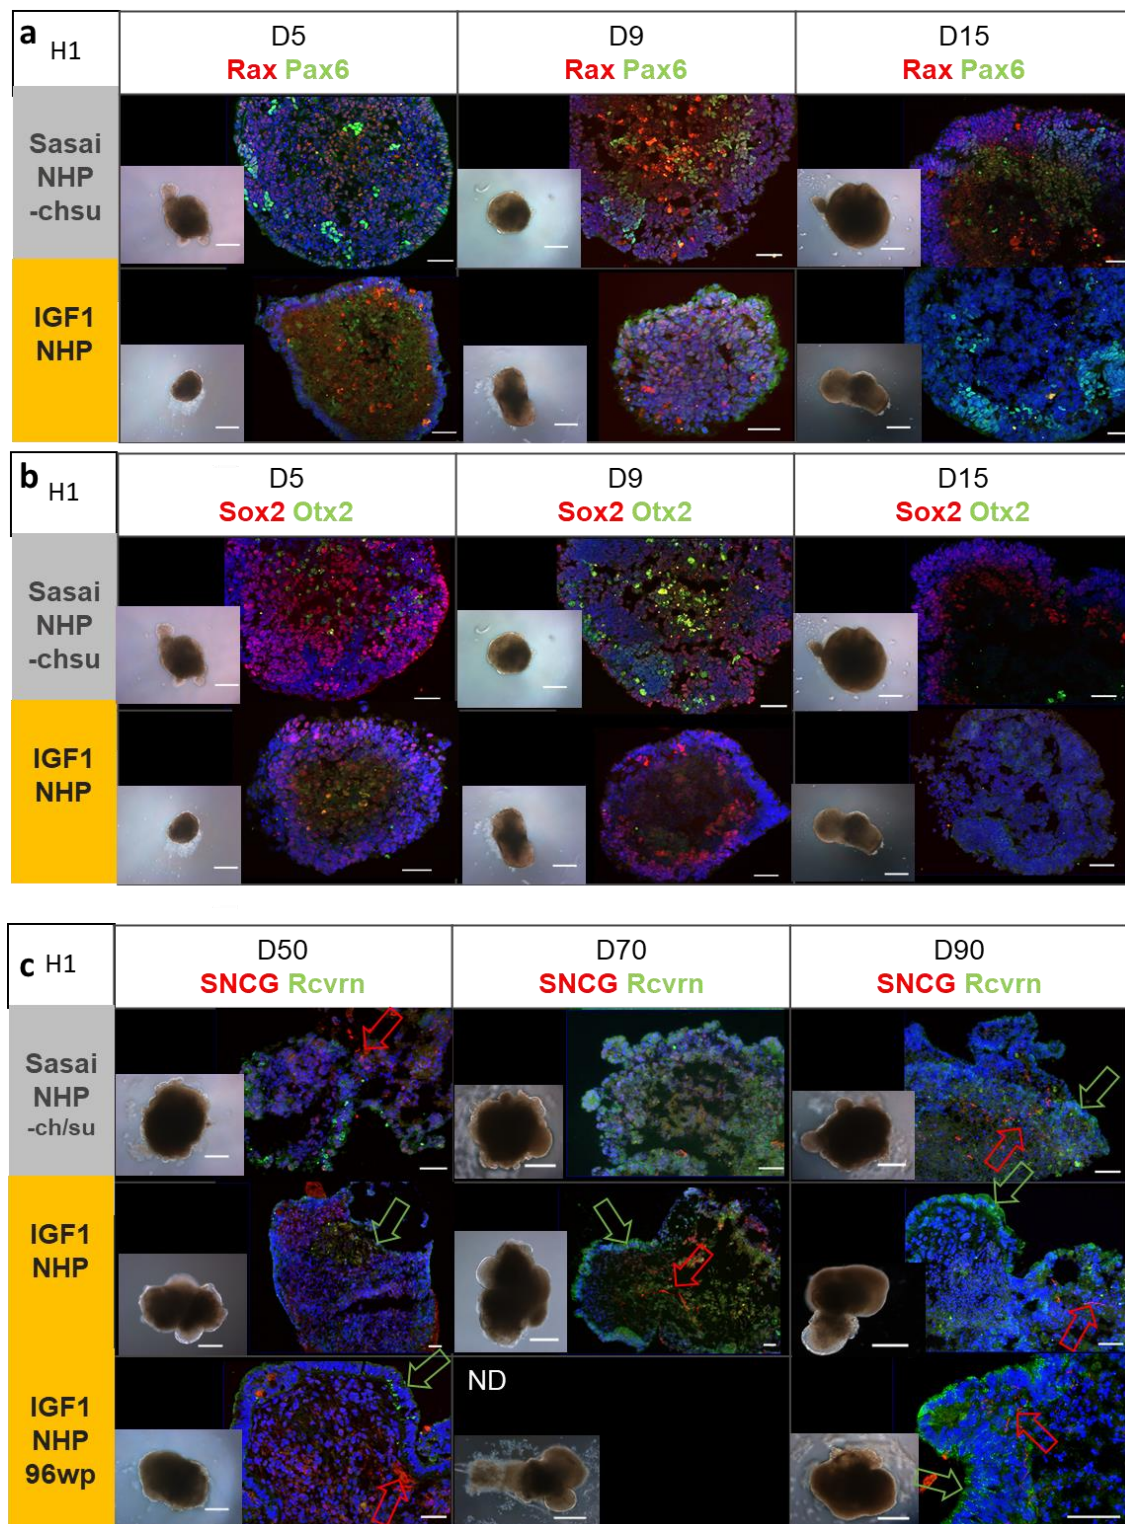 a H1
D5
Rax Pax6
D9
Rax Pax6
D15
Rax Pax6
Sasai
NHP
-chsu
IGF1
NHP
b H1
D5
Sox2 Otx2
D9
Sox2 Otx2
D15
Sox2 Otx2
Sasai
NHP
-chsu
IGF1
NHP
c H1
D50
SNCG Rcvrn
D70
SNCG Rcvrn
D90
SNCG Rcvrn
Sasai
NHP
-ch/su
IGF1
NHP
IGF1
NHP
96wp
ND